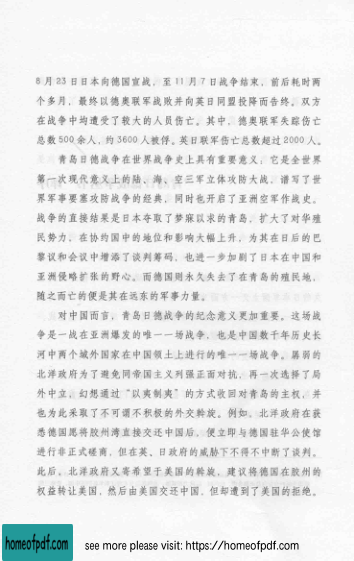 8月23日日本向德国宣战，至11月7日战争结束，前后耗时两
个多月，最终以德奥联军战败并向英日同盟投降而告终。双方
在战争中均遭受了较大的人员伤亡。其中，德奥联军失踪伤亡
总数500余人，约3600人被俘。英日联军伤亡总数超过2000人。
青岛日德战争在世界战争史上具有重要意义，它是全世界
第一次现代意义上的陆、海、空三军立体攻防大战，谱写了世
界军事要塞攻防战争的经典，同时也开启了亚洲空军作战史。
战争的直接结果是日本夺取了梦寐以求的青岛，扩大了对华殖
民势力，在协约国中的地位和影响大幅上升，为其在日后的巴
黎议和会议中增添了谈判筹码，也进一步加剧了日本在中国和
亚洲侵略扩张的野心。而德国则永久失去了在青岛的殖民地，
随之而亡的便是其在远东的军事力量。
对中国而言，青岛日德战争的纪念意义更加重要。这场战
争是一战在亚洲爆发的唯一一场战争，也是中国数千年历史长
河中两个域外国家在中国领土上进行的唯一一场战争。孱弱的
北洋政府为了避免同帝国主义列强正面对抗，再一次选择了局
外中立，幻想通过“以夷制夷”的方式收回对青岛的主权，并
也为此采取了不可谓不积极的外交斡旋。例如，北洋政府在获
悉德国愿将胶州湾直接交还中国后，便立即与德国驻华公使馆
进行非正式磋商，但在英、日政府的威胁下不得不中断了谈判。
此后，北洋政府又寄希望于美国的斡旋，建议将德国在胶州的
权益转让美国，然后由美国交还中国，但却遭到了美国的拒绝。
homeofpdf.com
see more please visit: https://homeofpdf.com